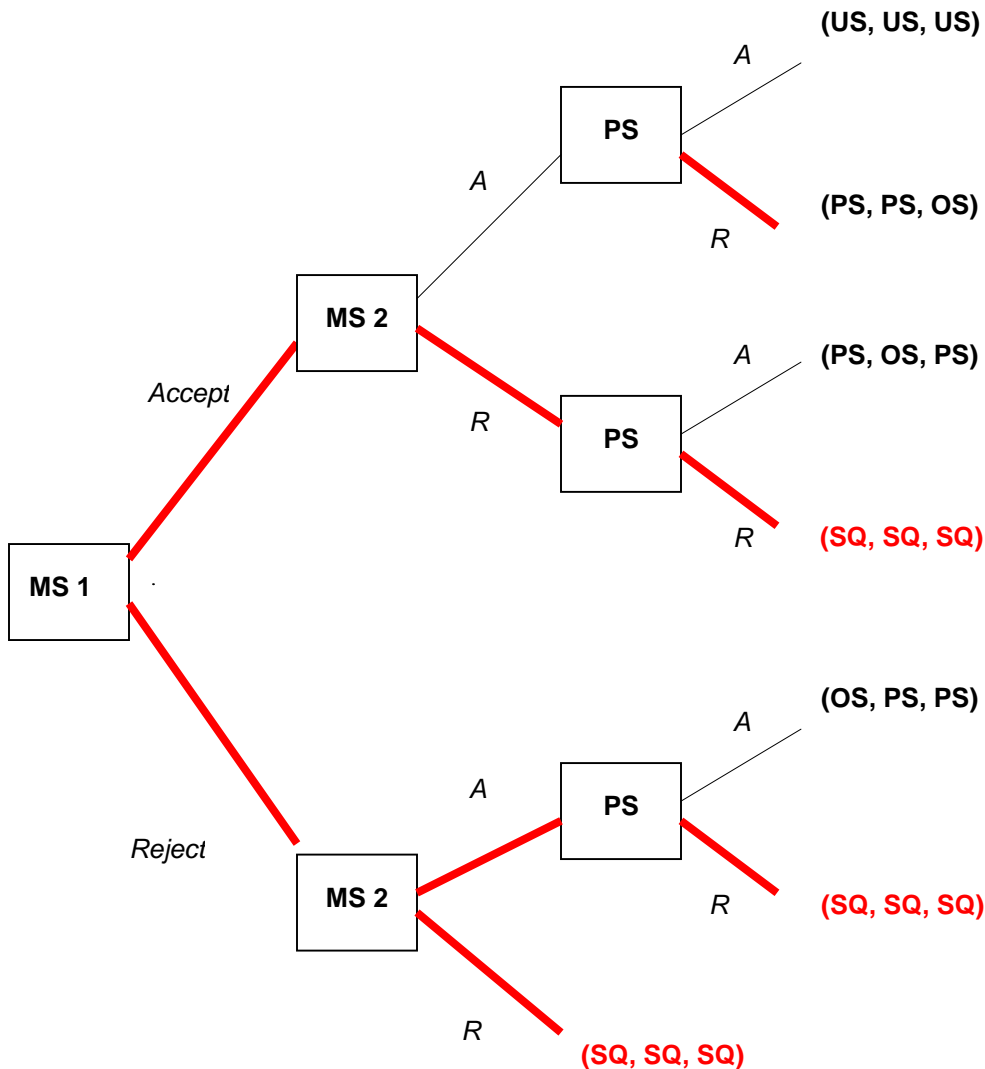 (US, US, US)
A
PS
A
(PS, PS, OS)
R
MS 2
(PS, OS, PS)
A
Accept
R
PS
R
(SQ, SQ, SQ)
MS 1
(OS, PS, PS)
A
A
PS
Reject
MS 2
R
(SQ, SQ, SQ)
R
(SQ, SQ, SQ)